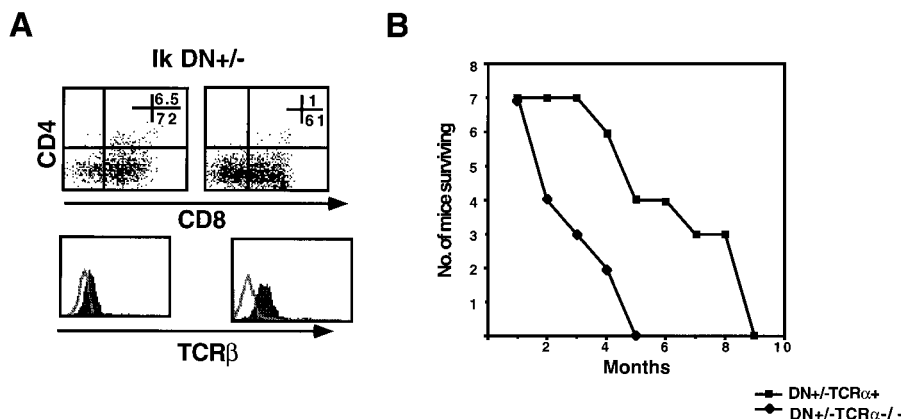 A
Ik DN+/-
CD4
6.5
72
1
61
CD8
TCRβ
B
No. of mice surviving
8
7
6
5
4
3
2
1
2
4
6
8
10
Months
DN+/-TCRα+
DN+/-TCRα-/-